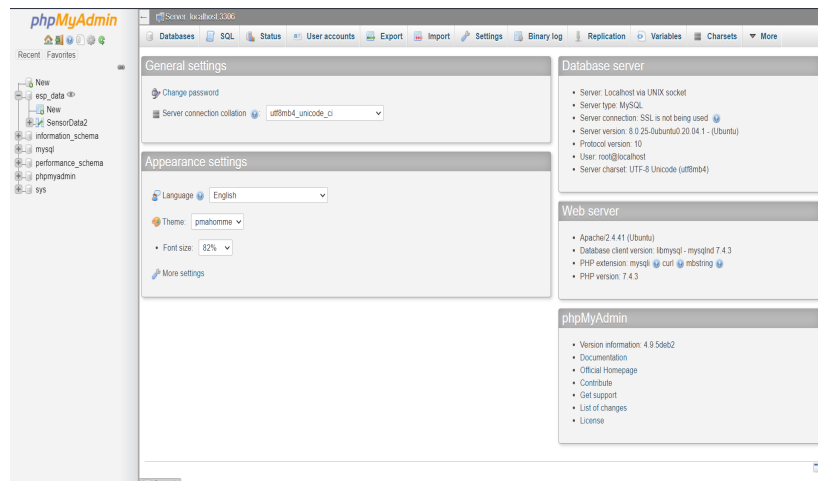 phpMyAdmin
Recent Favorites
New
esp_data
New
SensorData2
information_schema
mysql
performance_schema
phpmyadmin
sys
Server: localhost:3306
Databases SQL Status User accounts Export Import Settings Binary log Replication Variables Charsets More
General settings
Change password
Server connection collation : utf8mb4_unicode_ci
Appearance settings
Language English
Theme: pmahomme
• Font size: 82%
More settings
Database server
• Server: Localhost via UNIX socket
• Server type: MySQL
• Server connection: SSL is not being used
• Server version: 8.0.25-0ubuntu0.20.04.1 - (Ubuntu)
• Protocol version: 10
• User: root@localhost
• Server charset: UTF-8 Unicode (utf8mb4)
Web server
• Apache/2.4.41 (Ubuntu)
• Database client version: libmysql - mysqlnd 7.4.3
• PHP extension: mysqli curl mbstring
• PHP version: 7.4.3
phpMyAdmin
• Version information: 4.9.5deb2
• Documentation
• Official Homepage
• Contribute
• Get support
• List of changes
• License